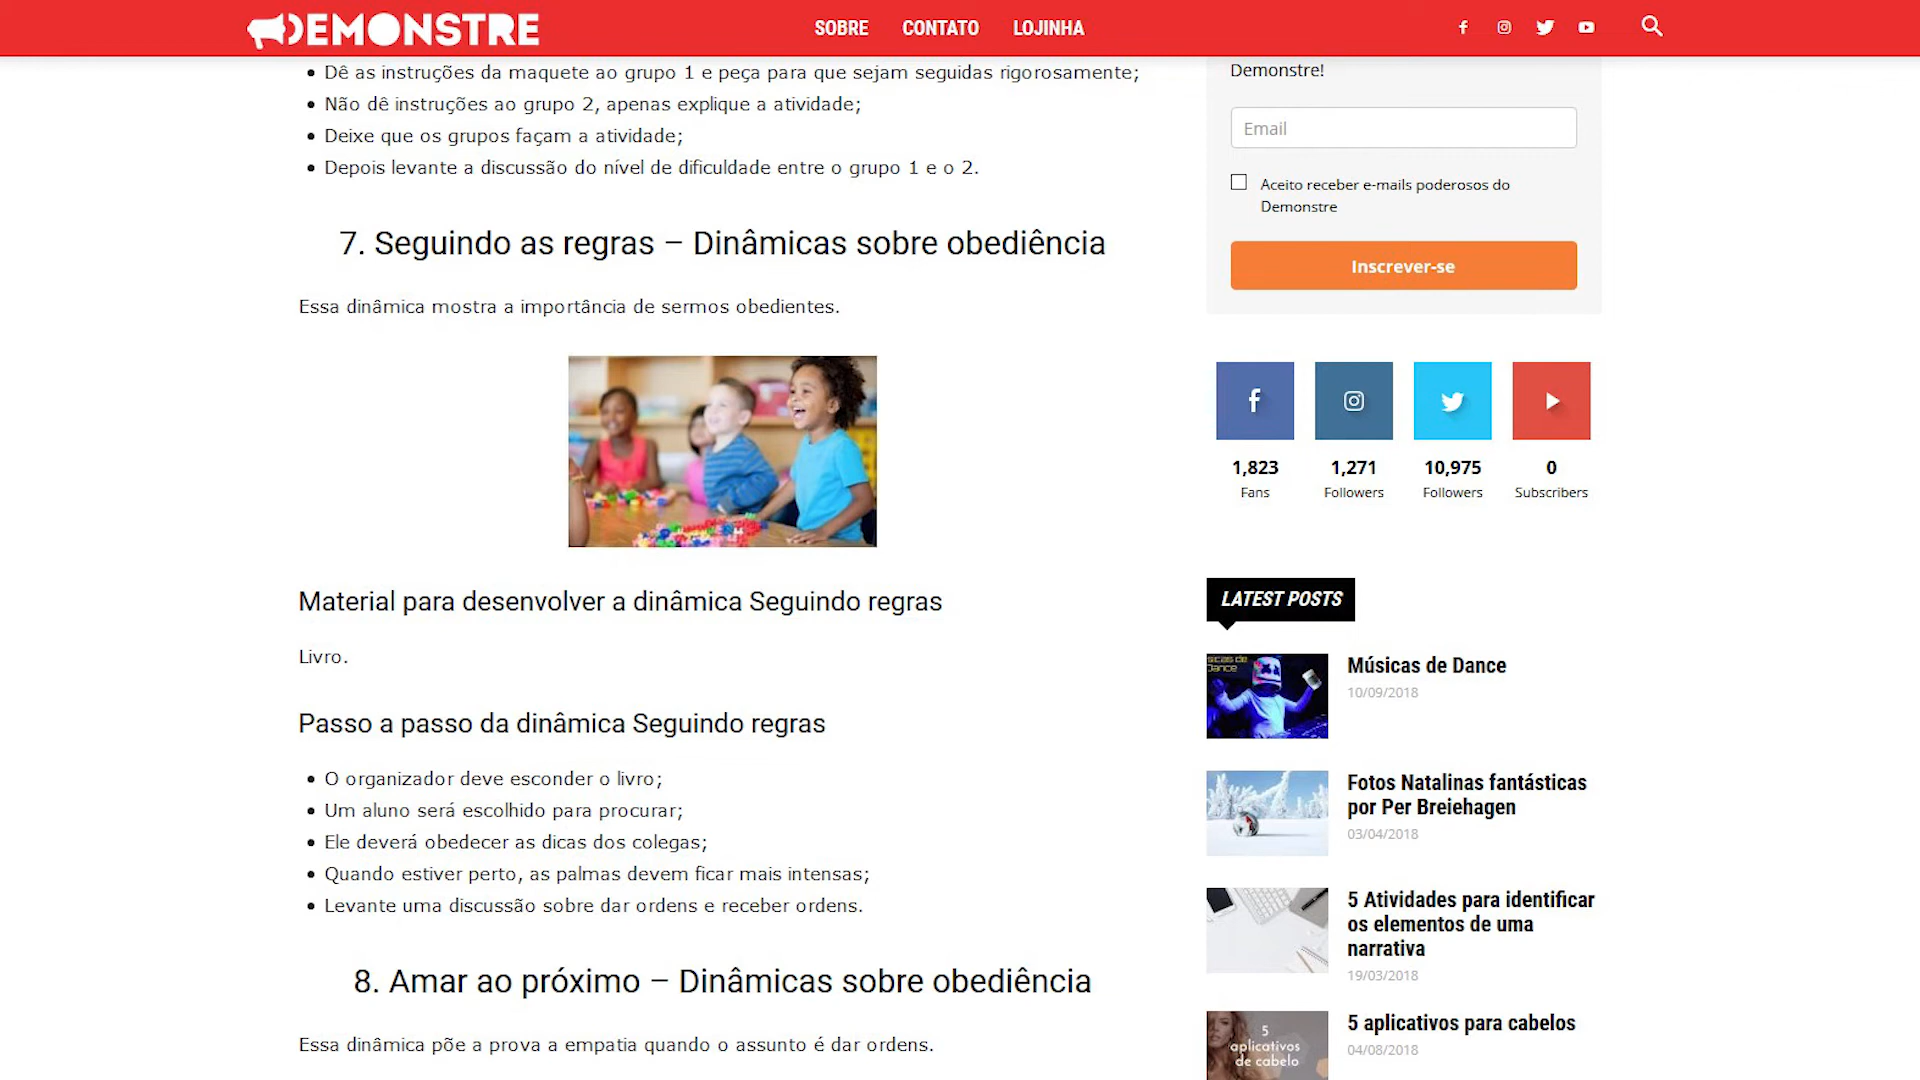 DEMONSTRE
SOBRE
CONTATO
LOJINHA
Dê as instruções da maquete ao grupo 1 e peça para que sejam seguidas rigorosamente;
Não dê instruções ao grupo 2, apenas explique a atividade;
Deixe que os grupos façam a atividade;
Depois levante a discussão do nível de dificuldade entre o grupo 1 e o 2.
7. Seguindo as regras – Dinâmicas sobre obediência
Essa dinâmica mostra a importância de sermos obedientes.
Material para desenvolver a dinâmica Seguindo regras
Livro.
Passo a passo da dinâmica Seguindo regras
O organizador deve esconder o livro;
Um aluno será escolhido para procurar;
Ele deverá obedecer as dicas dos colegas;
Quando estiver perto, as palmas devem ficar mais intensas;
Levante uma discussão sobre dar ordens e receber ordens.
8. Amar ao próximo – Dinâmicas sobre obediência
Essa dinâmica põe a prova a empatia quando o assunto é dar ordens.
Demonstre!
Email
Aceito receber e-mails poderosos do
Demonstre
Inscrever-se
1,823
Fans
1,271
Followers
10,975
Followers
0
Subscribers
LATEST POSTS
Dance
Músicas de Dance
10/09/2018
Fotos Natalinas fantásticas
por Per Breiehagen
03/04/2018
5 Atividades para identificar
os elementos de uma
narrativa
19/03/2018
5
aplicativos
de cabelo
5 aplicativos para cabelos
04/08/2018